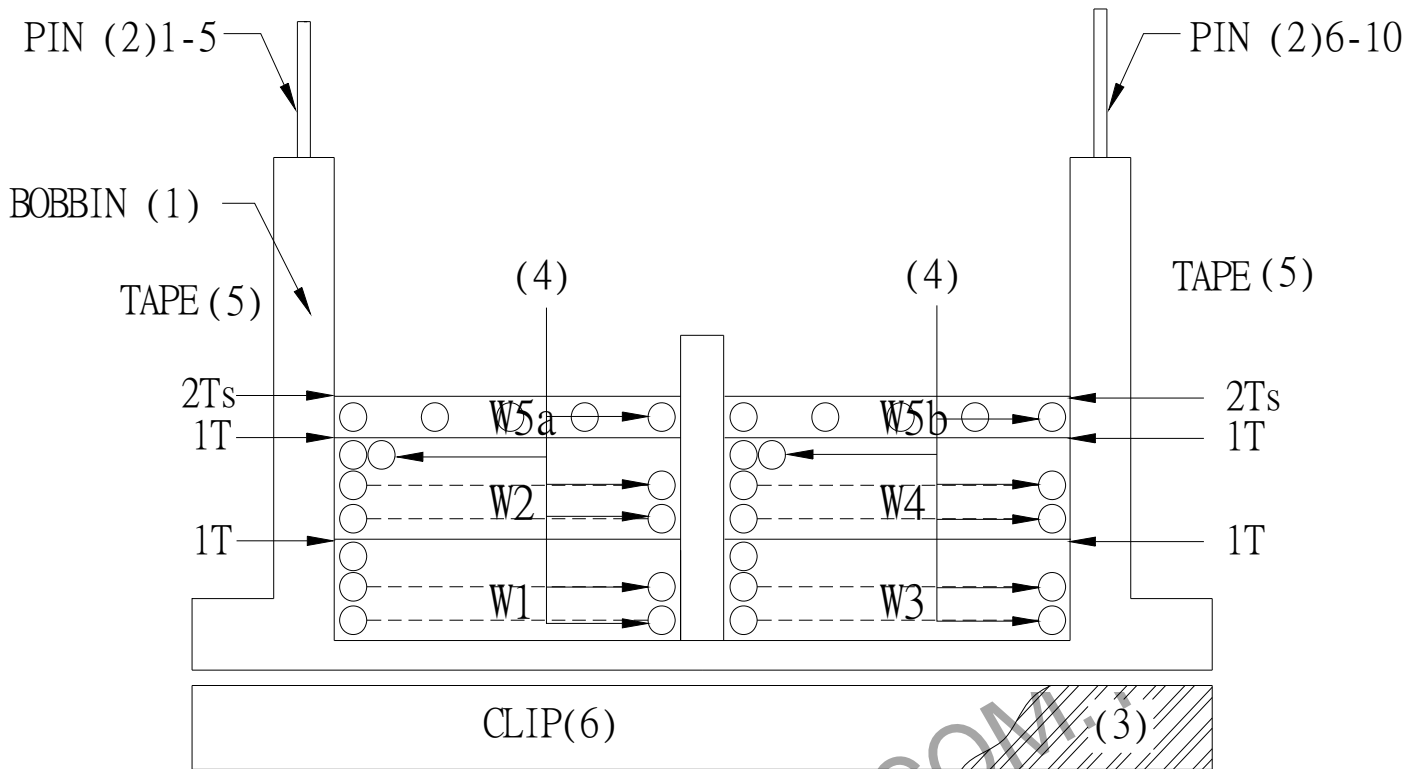 PIN (2)1-5
PIN (2)6-10
BOBBIN (1)
TAPE (5)
(4)
(4)
TAPE (5)
2Ts
W5a
W5b
2Ts
1T
1T
W2
W4
1T
1T
W1
W3
CLIP(6)
(3)
COM.